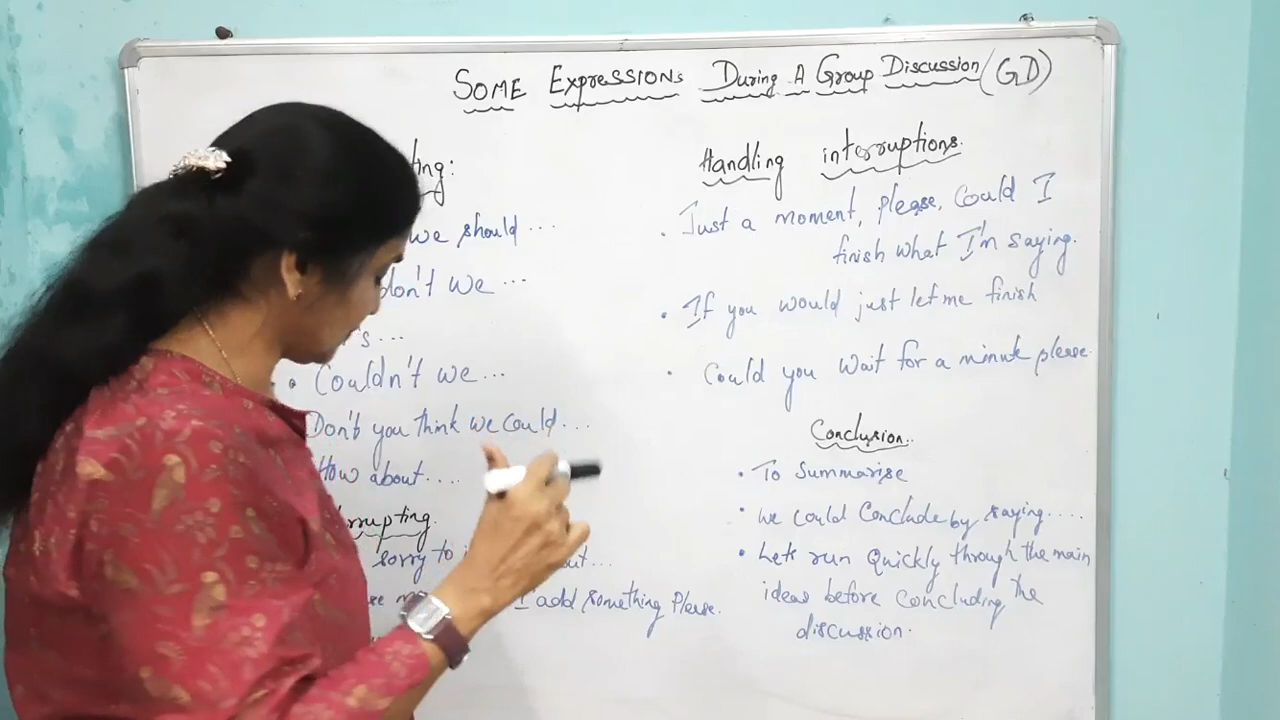 SOME EXPRESSIONs During A Group Discussion (GD)
ting:
we should ...
don't we ...
's ...
• Couldn't we ...
Don't you think we could ...
How about ....
rrupting.
sorry to
I add something Please.
Handling interruptions.
. Just a moment, please, Could I
finish what I'm saying.
. If you would just let me finish
. Could you Wait for a minute please.
Conclusion..
• To Summarise
• We could Conclude by saying ....
• Lets run Quickly through the main
ideas before concluding the
discussion.